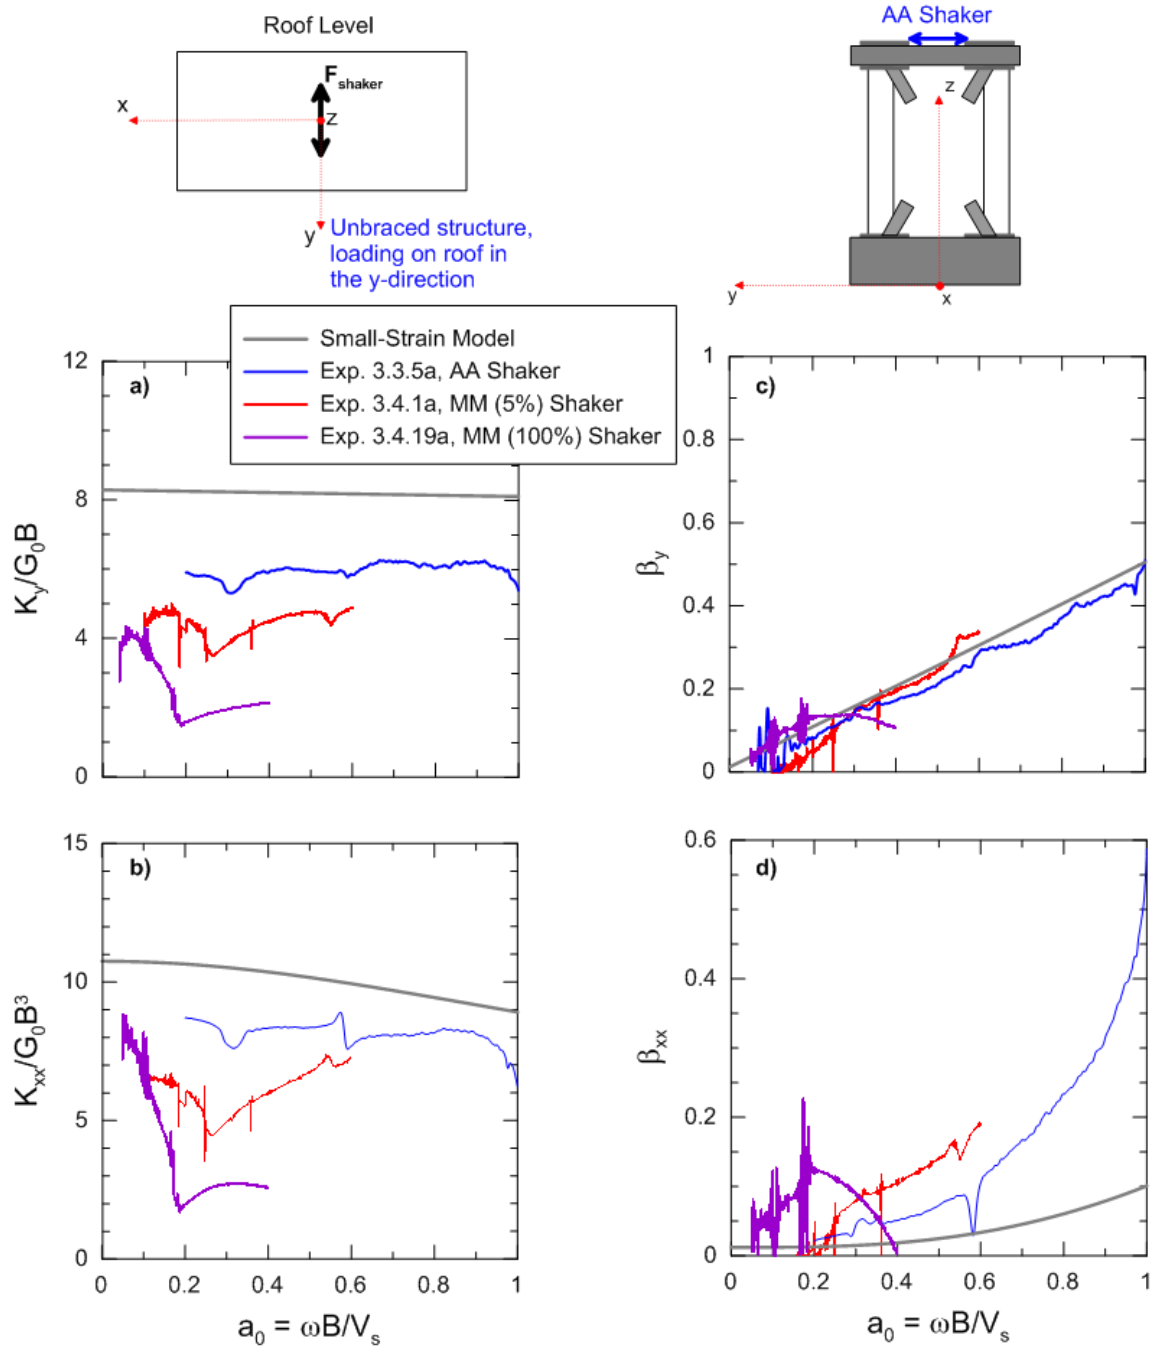 Roof Level
F shaker
x
z
y
Unbraced structure,
loading on roof in
the y-direction
AA Shaker
z
y
x
Small-Strain Model
Exp. 3.3.5a, AA Shaker
Exp. 3.4.1a, MM (5%) Shaker
Exp. 3.4.19a, MM (100%) Shaker
a)
12
8
4
0
K_y/G_0B
c)
1
0.8
0.6
0.4
0.2
0
β_y
b)
15
10
5
0
K_xx/G_0B^3
0 0.2 0.4 0.6 0.8 1
a_0 = ωB/V_s
d)
0.6
0.4
0.2
0
β_xx
0 0.2 0.4 0.6 0.8 1
a_0 = ωB/V_s